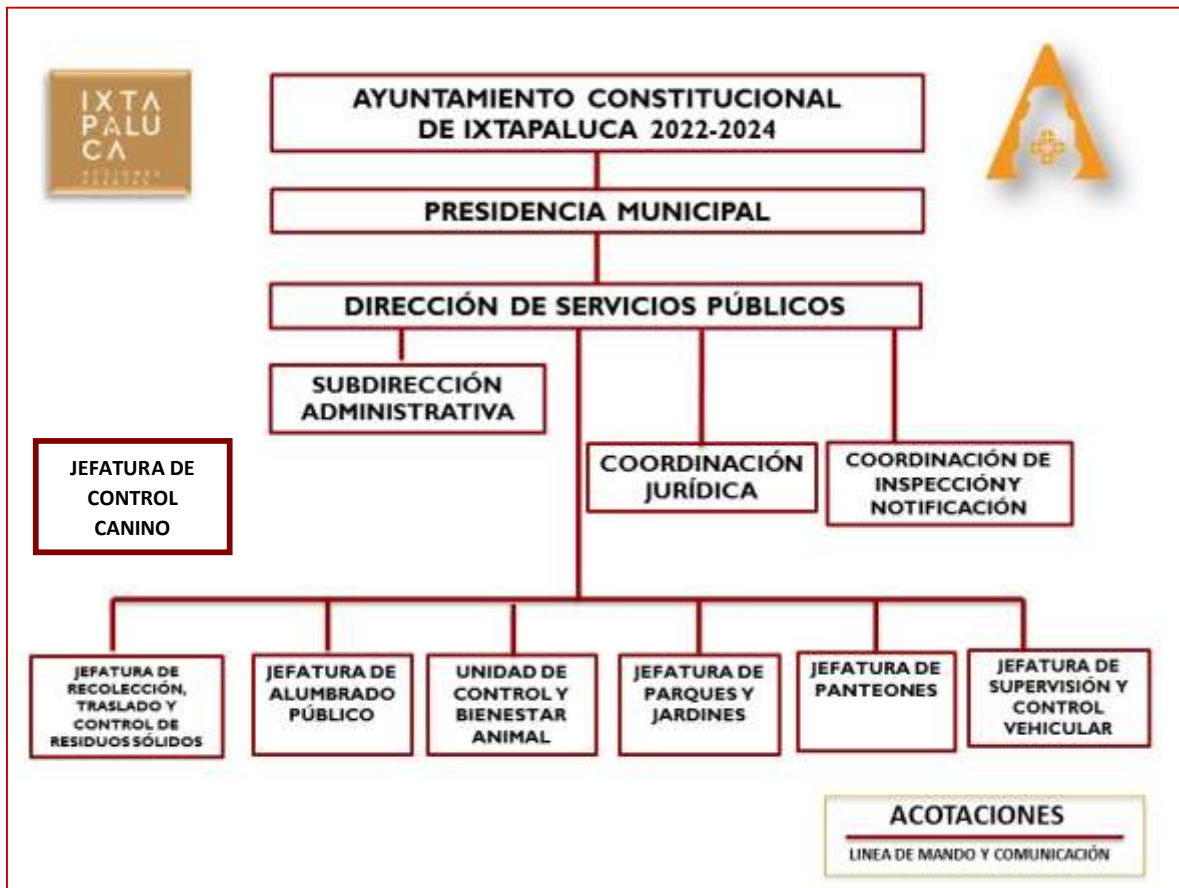 IXTA
PALU
CA
AYUNTAMIENTO CONSTITUCIONAL
DE IXTAPALUCA 2022-2024
PRESIDENCIA MUNICIPAL
DIRECCIÓN DE SERVICIOS PÚBLICOS
SUBDIRECCIÓN
ADMINISTRATIVA
COORDINACIÓN
JURÍDICA
COORDINACIÓN DE
INSPECCIÓNY
NOTIFICACIÓN
JEFATURA DE
CONTROL
CANINO
JEFATURA DE
RECOLECCIÓN,
TRASLADO Y
CONTROL DE
RESIDUOS SÓLIDOS
JEFATURA DE
ALUMBRADO
PÚBLICO
UNIDAD DE
CONTROL Y
BIENESTAR
ANIMAL
JEFATURA DE
PARQUES Y
JARDINES
JEFATURA DE
PANTEONES
JEFATURA DE
SUPERVISIÓN Y
CONTROL
VEHICULAR
ACOTACIONES
LINEA DE MANDO Y COMUNICACIÓN